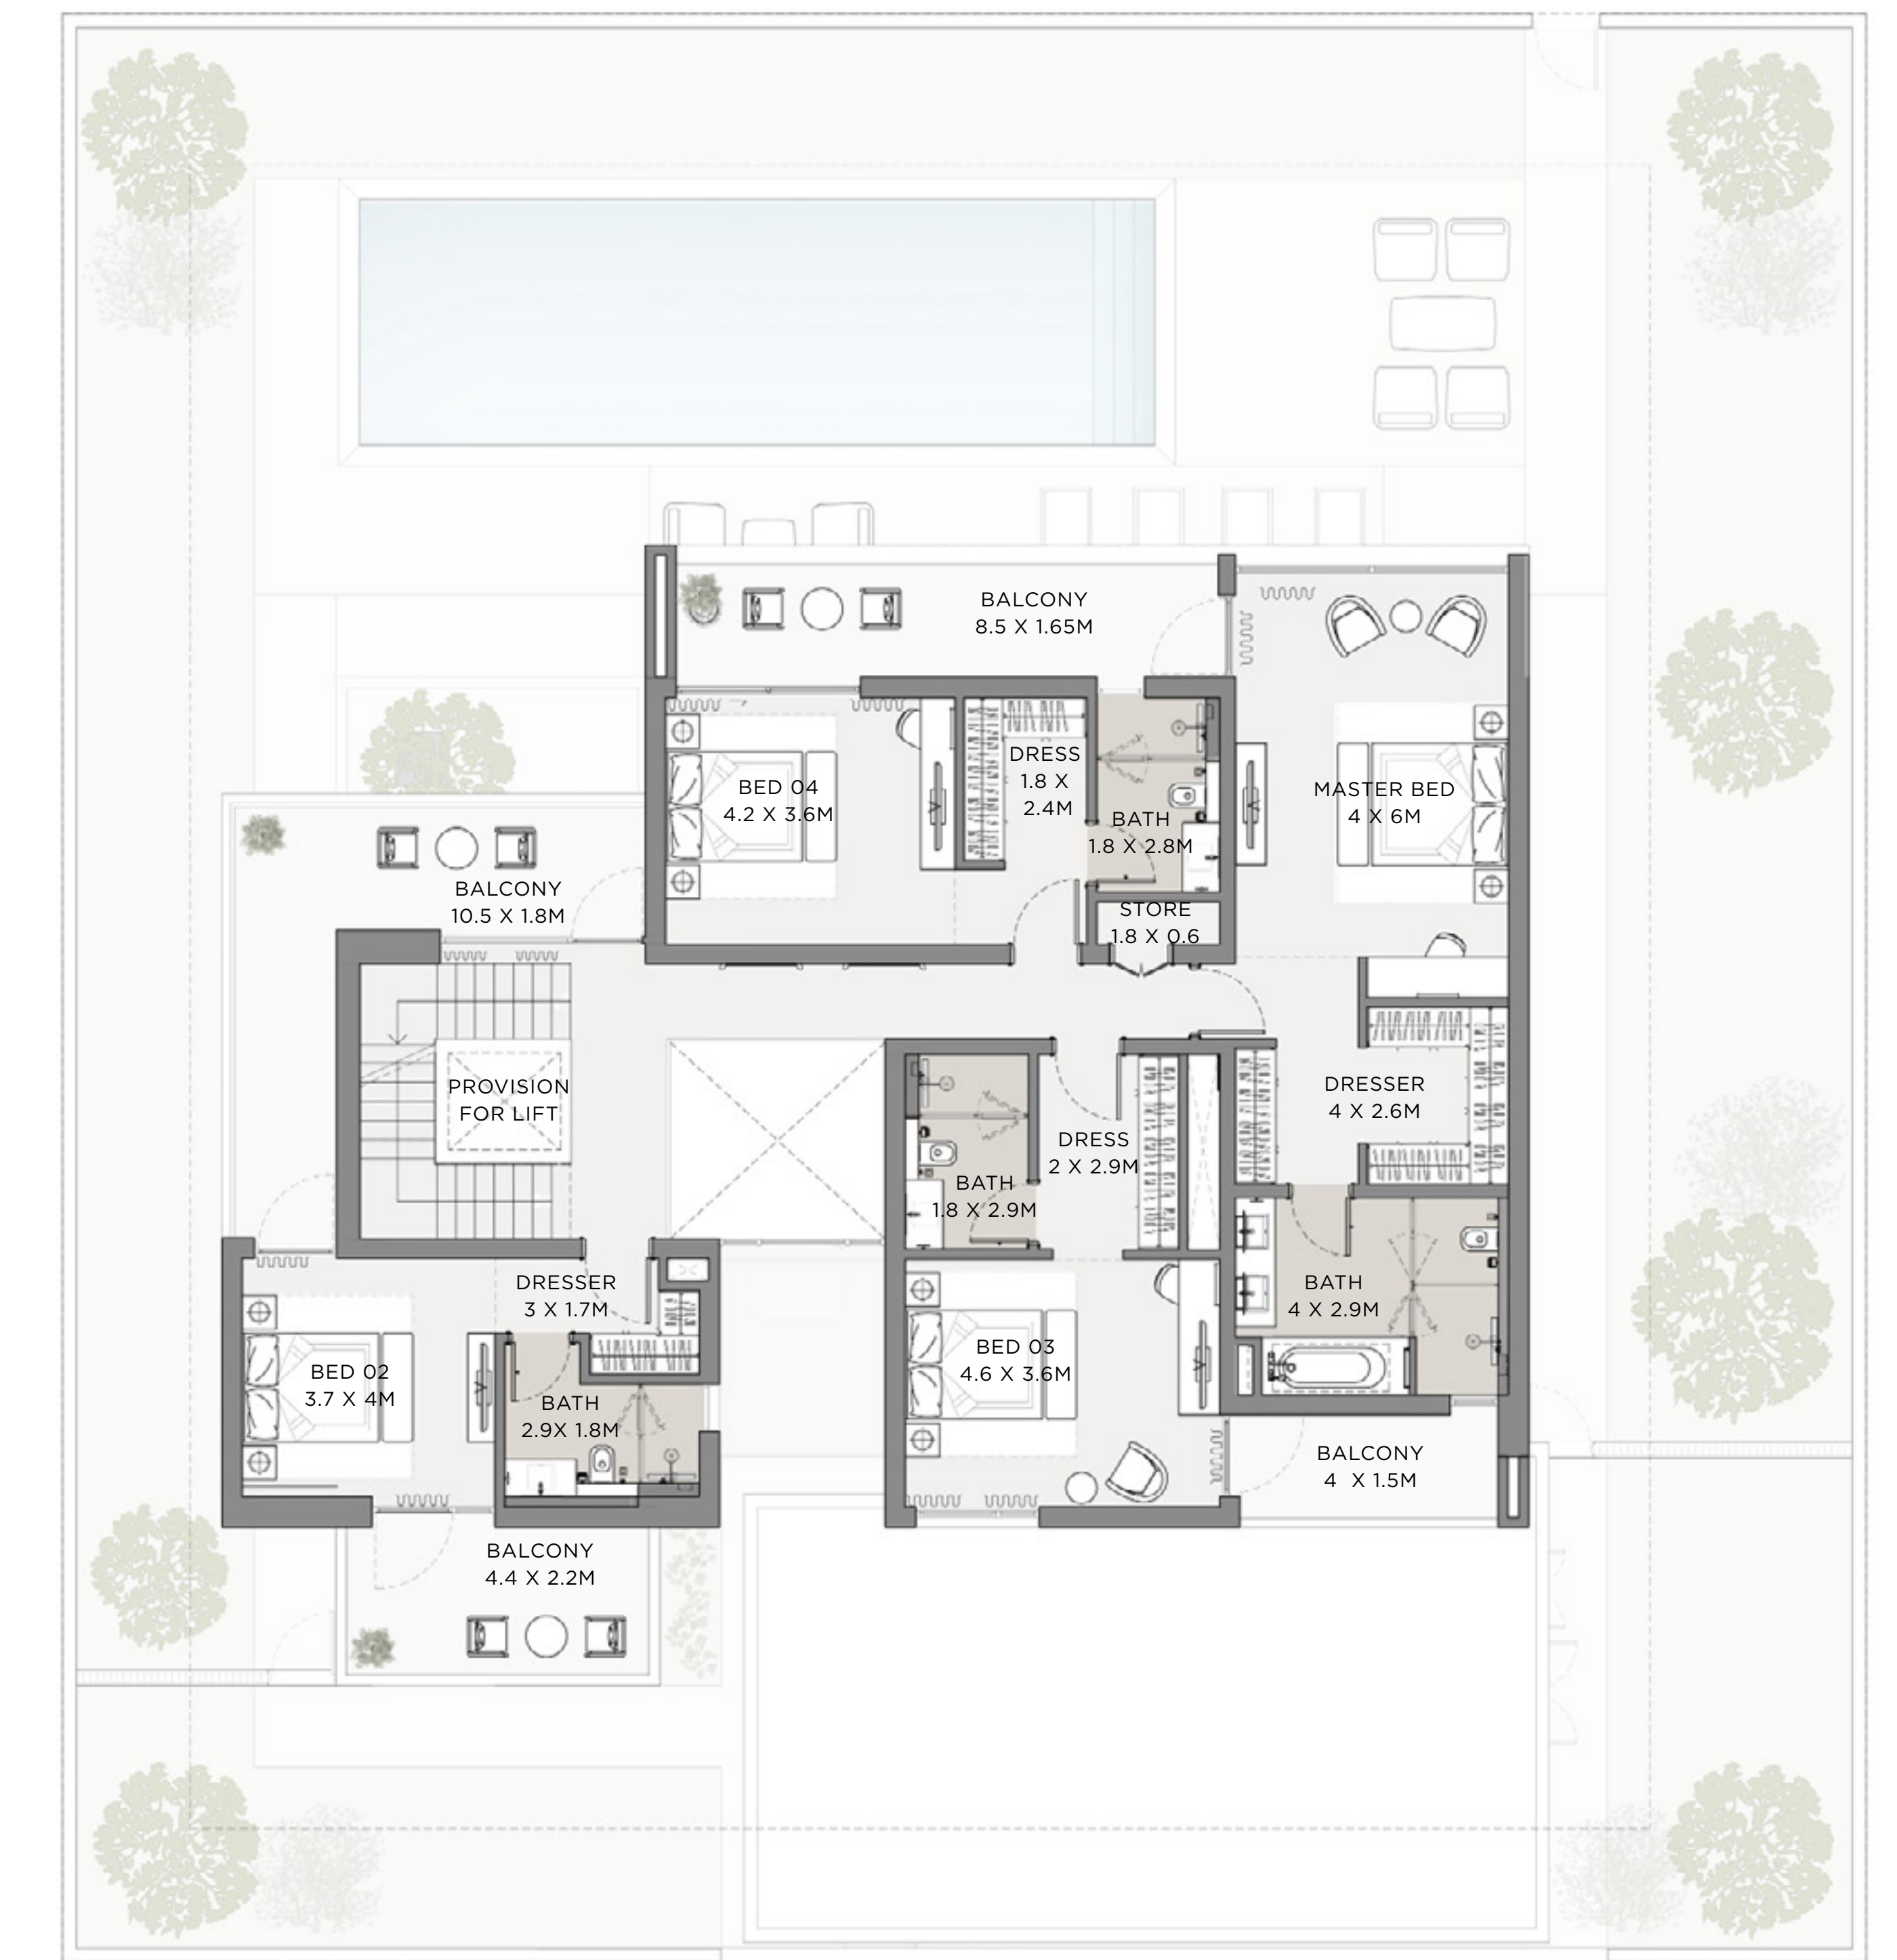 BALCONY
8.5 X 1.65M
BED 04
4.2 X 3.6M
DRESS
1.8 X
2.4M
BATH
1.8 X 2.8M
MASTER BED
4 X 6M
BALCONY
10.5 X 1.8M
STORE
1.8 X 0.6
PROVISION
FOR LIFT
DRESS
2 X 2.9M
DRESSER
4 X 2.6M
BATH
1.8 X 2.9M
DRESSER
3 X 1.7M
BATH
4 X 2.9M
BED 02
3.7 X 4M
BED 03
4.6 X 3.6M
BATH
2.9X 1.8M
BALCONY
4 X 1.5M
BALCONY
4.4 X 2.2M